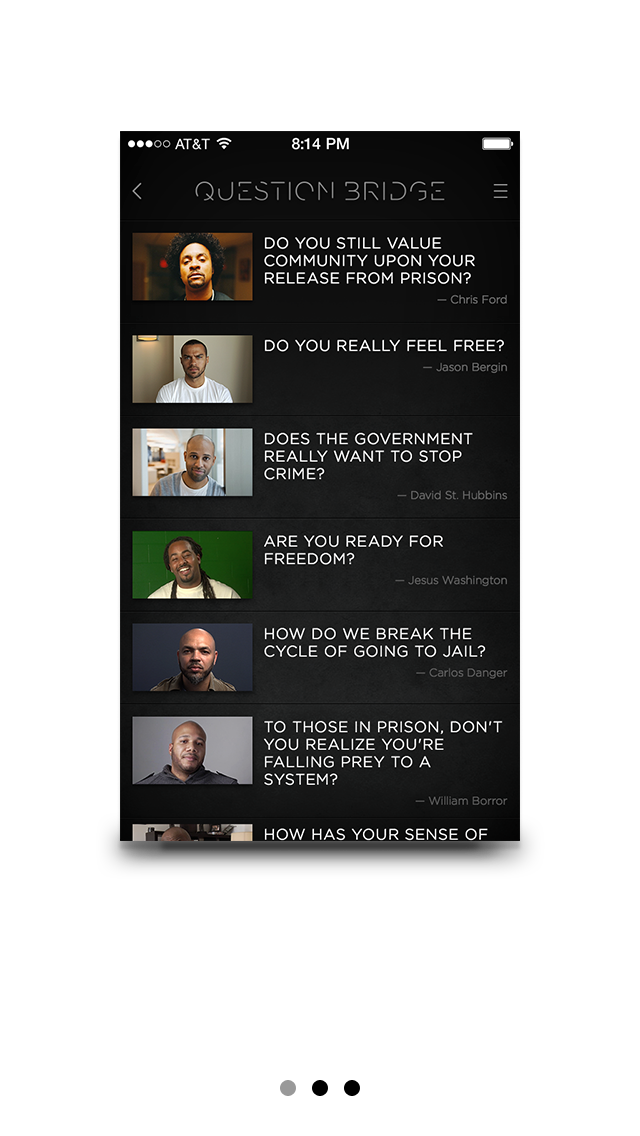 AT&T 8:14 PM
QUESTION BRIDGE
DO YOU STILL VALUE
COMMUNITY UPON YOUR
RELEASE FROM PRISON?
— Chris Ford
DO YOU REALLY FEEL FREE?
— Jason Bergin
DOES THE GOVERNMENT
REALLY WANT TO STOP
CRIME?
— David St. Hubbins
ARE YOU READY FOR
FREEDOM?
— Jesus Washington
HOW DO WE BREAK THE
CYCLE OF GOING TO JAIL?
— Carlos Danger
TO THOSE IN PRISON, DON'T
YOU REALIZE YOU'RE
FALLING PREY TO A
SYSTEM?
— William Borror
HOW HAS YOUR SENSE OF